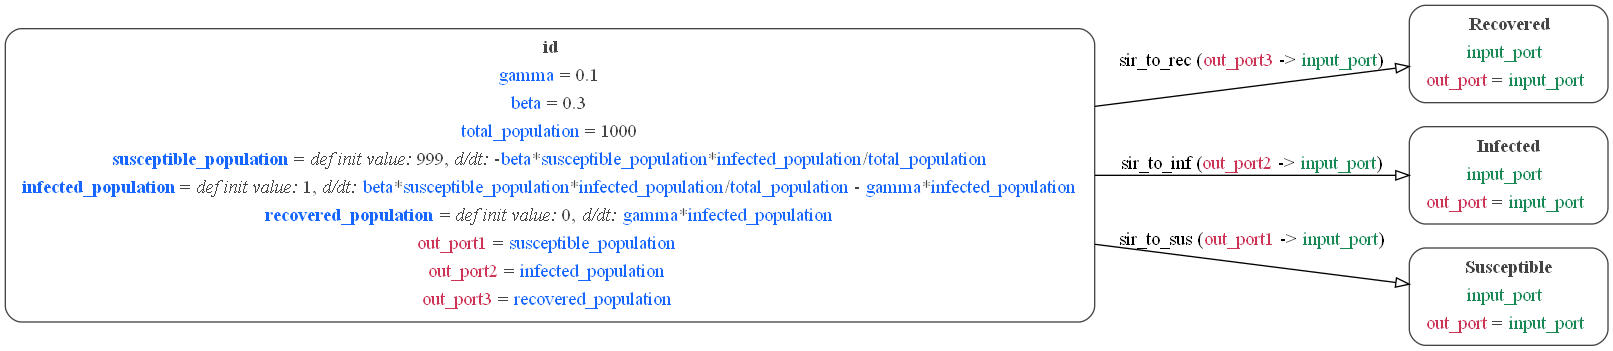 id
gamma = 0.1
beta = 0.3
total_population = 1000
susceptible_population = def init value: 999, d/dt: -beta*susceptible_population*infected_population/total_population
infected_population = def init value: 1, d/dt: beta*susceptible_population*infected_population/total_population - gamma*infected_population
recovered_population = def init value: 0, d/dt: gamma*infected_population
out_port1 = susceptible_population
out_port2 = infected_population
out_port3 = recovered_population
sir_to_rec (out_port3 -> input_port)
sir_to_inf (out_port2 -> input_port)
sir_to_sus (out_port1 -> input_port)
Recovered
input_port
out_port = input_port
Infected
input_port
out_port = input_port
Susceptible
input_port
out_port = input_port